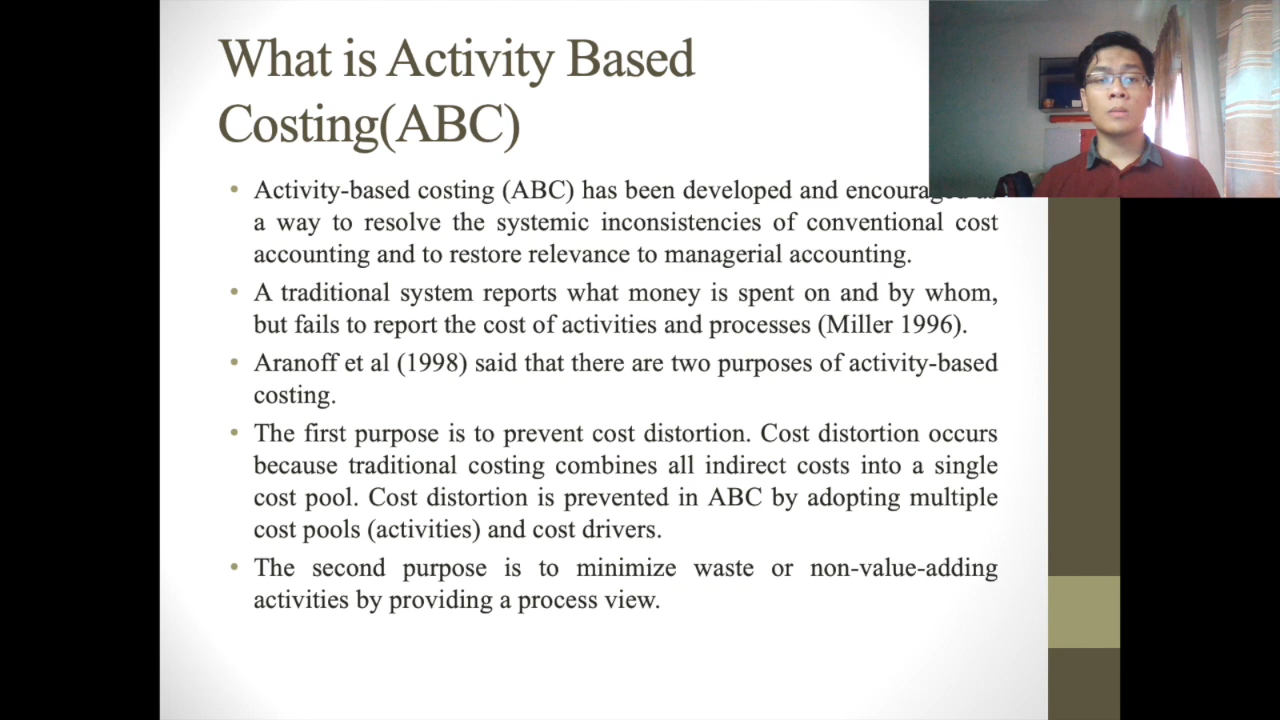 What is Activity Based
Costing(ABC)
• Activity-based costing (ABC) has been developed and
a way to resolve the systemic inconsistencies of conventional cost
accounting and to restore relevance to managerial accounting.
• A traditional system reports what money is spent on and by whom,
but fails to report the cost of activities and processes (Miller 1996).
• Aranoff et al (1998) said that there are two purposes of activity-based
costing.
• The first purpose is to prevent cost distortion. Cost distortion occurs
because traditional costing combines all indirect costs into a single
cost pool. Cost distortion is prevented in ABC by adopting multiple
cost pools (activities) and cost drivers.
• The second purpose is to minimize waste or non-value-adding
activities by providing a process view.